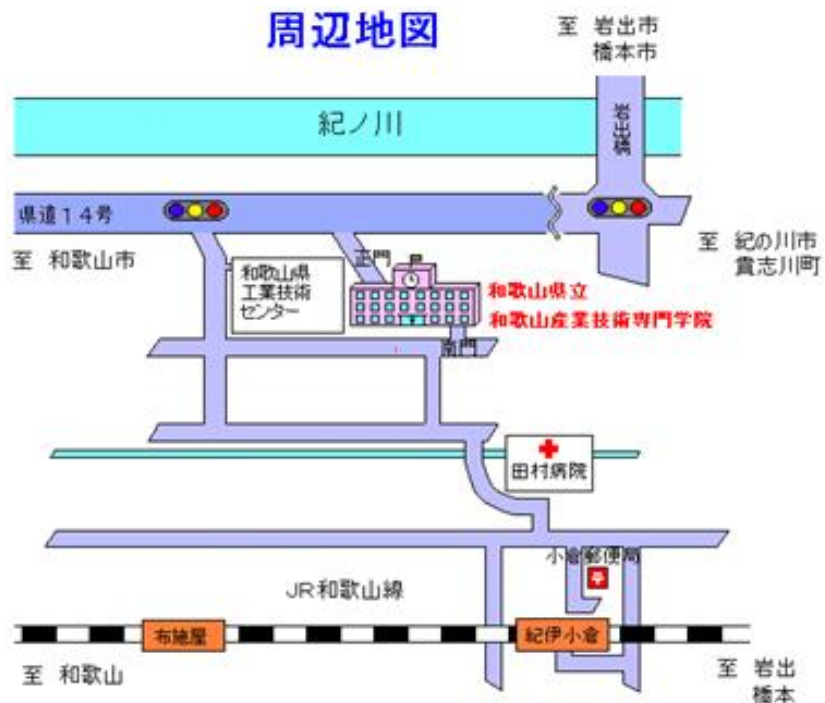 周辺地図
至 岩出市
橋本市
紀ノ川
岩出橋
県道14号
至 和歌山市
正門
至 紀の川市
貴志川町
和歌山県
工業技術
センター
和歌山県立
和歌山産業技術専門学院
南門
田村病院
小倉郵便局
JR和歌山線
布施屋
紀伊小倉
至 和歌山
至 岩出
橋本